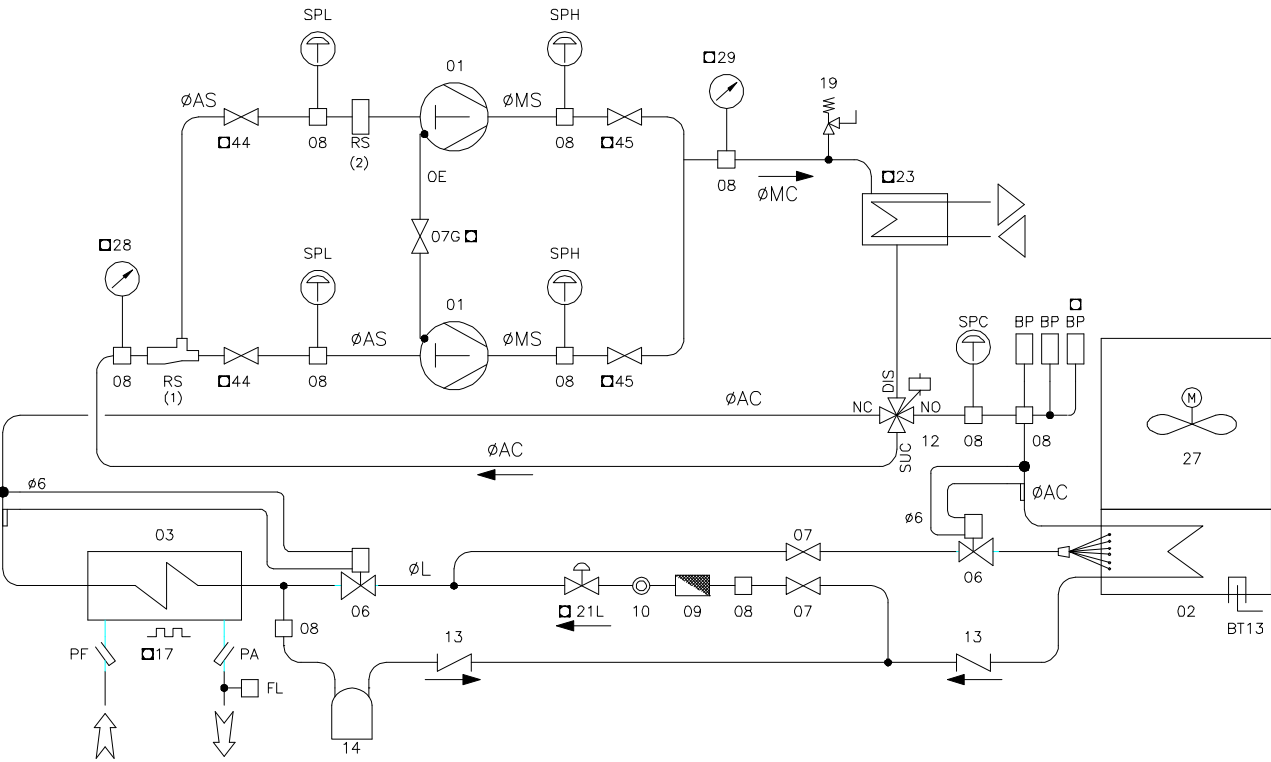 SPL
SPH
◘29
01
19
ØAS
ØMS
◘44
08
RS
(2)
08
◘45
08
ØMC
◘23
OE
07G◘
◘28
SPL
SPH
01
ØAS
ØMS
08
RS
(1)
◘44
08
08
◘45
SPC
BP
BP
◘
BP
DIS
ØAC
NC
NO
12
08
08
SUC
M
27
ØAC
ØAC
Ø6
Ø6
03
ØL
07
06
06
◘21L
10
09
08
07
02
BT13
08
PF
◘17
PA
FL
13
13
14